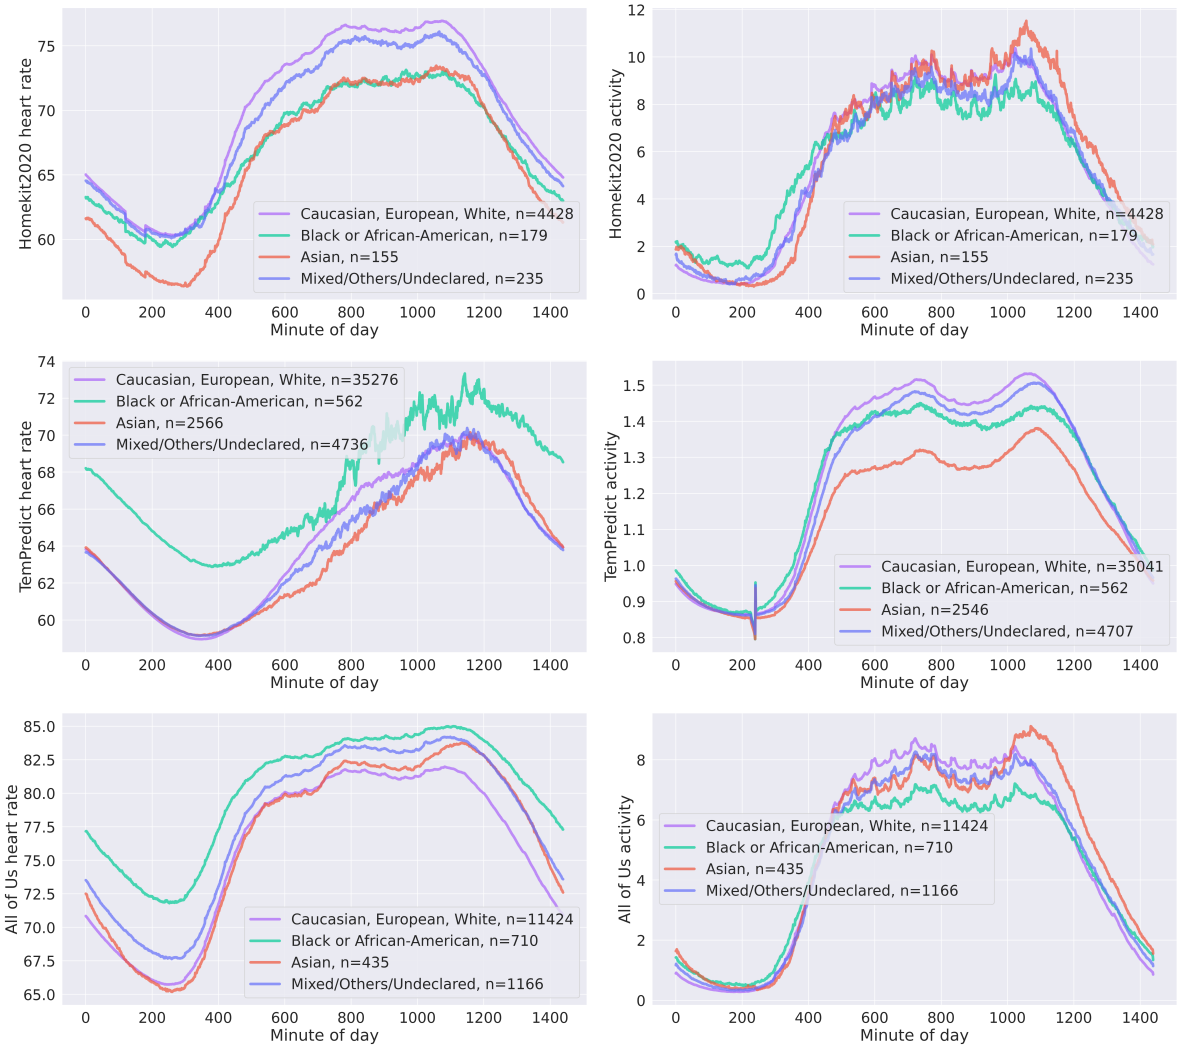 Homekit2020 heart rate
75
70
65
60
Caucasian, European, White, n=4428
Black or African-American, n=179
Asian, n=155
Mixed/Others/Undeclared, n=235
0 200 400 600 800 1000 1200 1400
Minute of day
Homekit2020 activity
12
10
8
6
4
2
0
Caucasian, European, White, n=4428
Black or African-American, n=179
Asian, n=155
Mixed/Others/Undeclared, n=235
0 200 400 600 800 1000 1200 1400
Minute of day
TemPredict heart rate
74
72
70
68
66
64
62
60
Caucasian, European, White, n=35276
Black or African-American, n=562
Asian, n=2566
Mixed/Others/Undeclared, n=4736
0 200 400 600 800 1000 1200 1400
Minute of day
TemPredict activity
1.5
1.4
1.3
1.2
1.1
1.0
0.9
0.8
Caucasian, European, White, n=35041
Black or African-American, n=562
Asian, n=2546
Mixed/Others/Undeclared, n=4707
0 200 400 600 800 1000 1200 1400
Minute of day
All of Us heart rate
85.0
82.5
80.0
77.5
75.0
72.5
70.0
67.5
65.0
Caucasian, European, White, n=11424
Black or African-American, n=710
Asian, n=435
Mixed/Others/Undeclared, n=1166
0 200 400 600 800 1000 1200 1400
Minute of day
All of Us activity
8
6
4
2
0
Caucasian, European, White, n=11424
Black or African-American, n=710
Asian, n=435
Mixed/Others/Undeclared, n=1166
0 200 400 600 800 1000 1200 1400
Minute of day